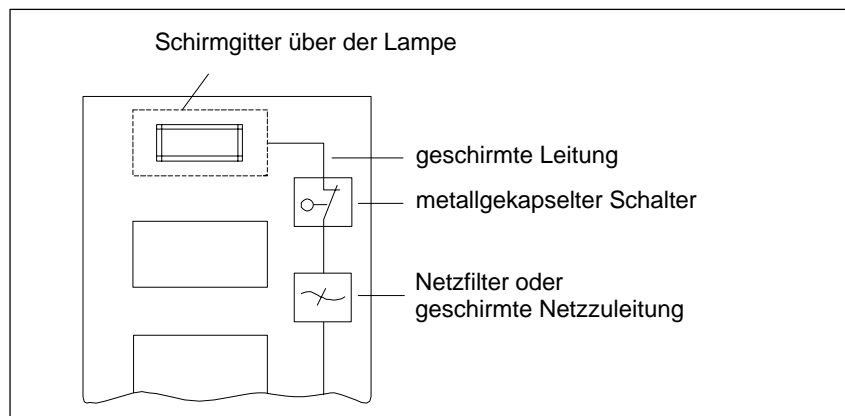 Schirmgitter über der Lampe
geschirmte Leitung
metallgekapselter Schalter
Netzfilter oder
geschirmte Netzzuleitung